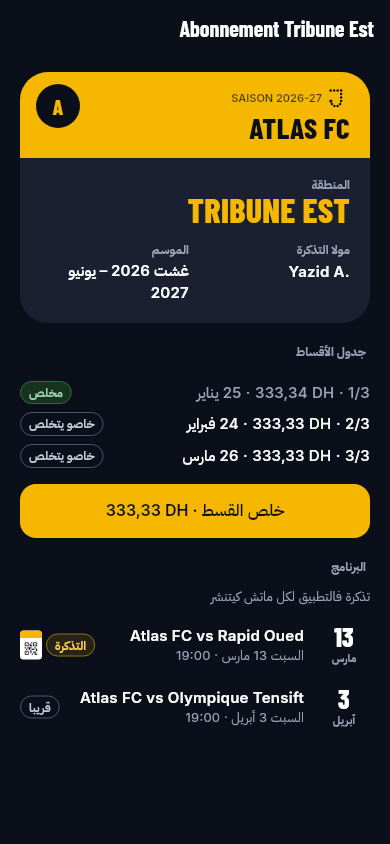 Abonnement Tribune Est
SAISON 2026-27
A
ATLAS FC
المنطقة
TRIBUNE EST
مولا التذكرة
Yazid A.
الموسم
غشت 2026 – يونيو
2027
جدول الأقساط
1/3 · 333,34 DH · 25 يناير
مخلص
2/3 · 333,33 DH · 24 فبراير
خاصو يتخلص
3/3 · 333,33 DH · 26 مارس
خاصو يتخلص
خلص القسط · 333,33 DH
البرنامج
تذكرة فالتطبيق لكل ماتش كيتنشر
13
مارس
Atlas FC vs Rapid Oued
السبت 13 مارس · 19:00
التذكرة
3
أبريل
Atlas FC vs Olympique Tensift
السبت 3 أبريل · 19:00
قريبا